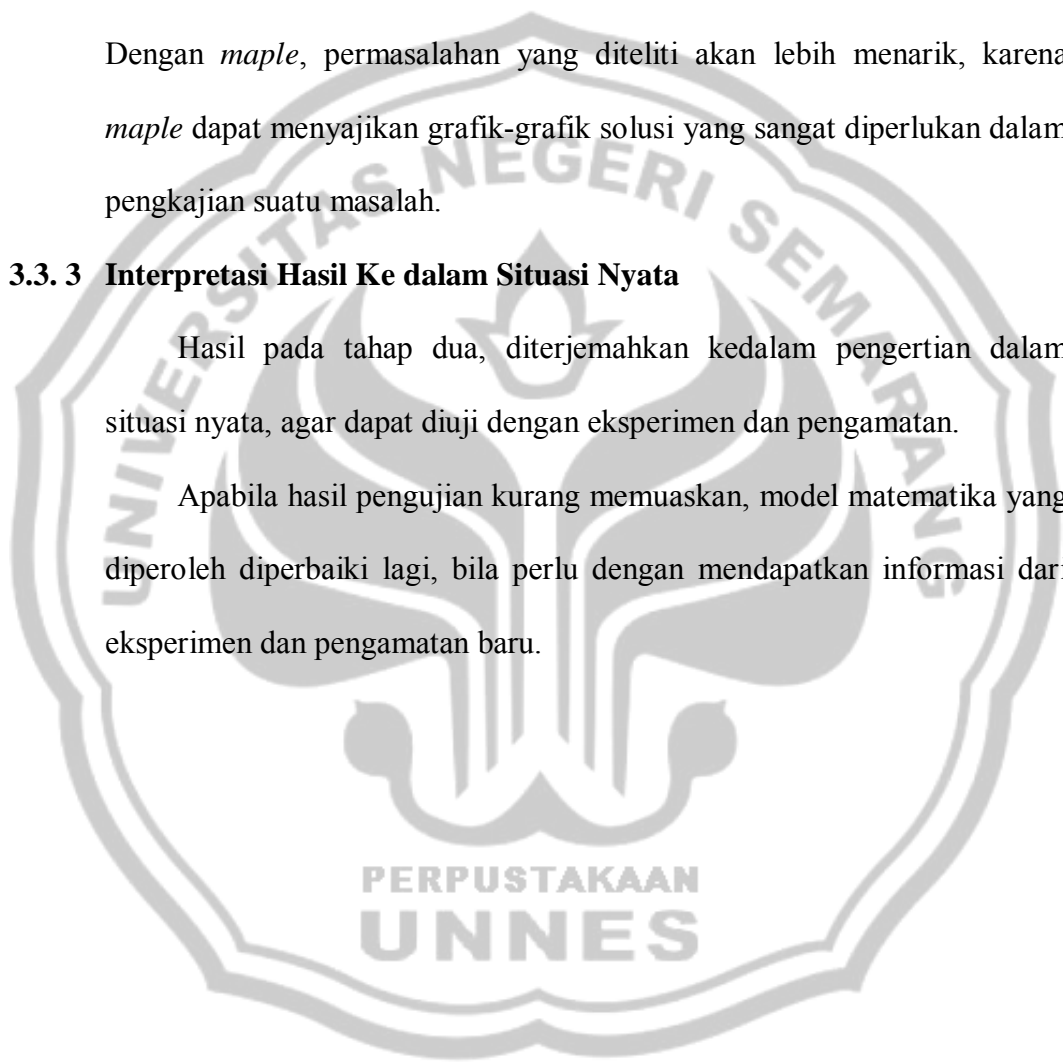 Dengan maple, permasalahan yang diteliti akan lebih menarik, karena
maple dapat menyajikan grafik-grafik solusi yang sangat diperlukan dalam
pengkajian suatu masalah.
3.3. 3 Interpretasi Hasil Ke dalam Situasi Nyata
Hasil pada tahap dua, diterjemahkan kedalam pengertian dalam
situasi nyata, agar dapat diuji dengan eksperimen dan pengamatan.
Apabila hasil pengujian kurang memuaskan, model matematika yang
diperoleh diperbaiki lagi, bila perlu dengan mendapatkan informasi dari
eksperimen dan pengamatan baru.
UNIVERSITAS NEGERI SEMARANG
PERPUSTAKAAN
UNNES